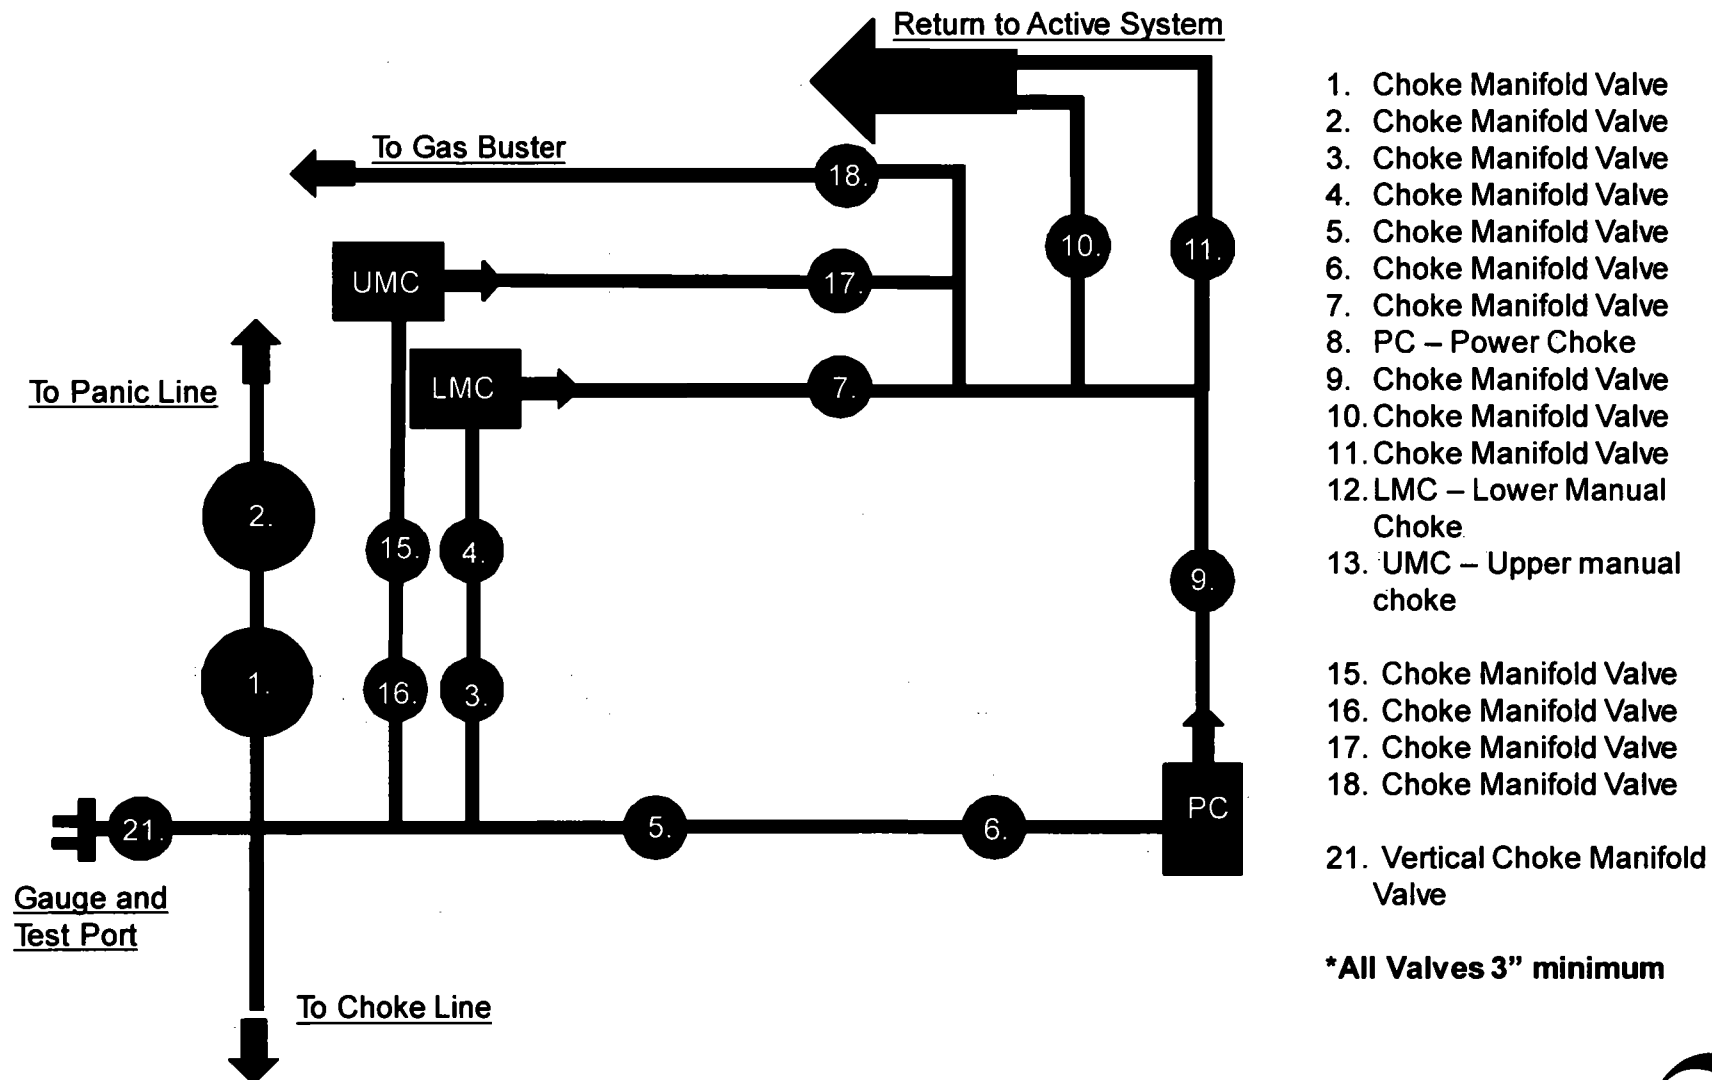 Return to Active System
To Gas Buster
18.
UMC
17.
10.
11.
To Panic Line
LMC
7.
2.
15.
4.
9.
1.
16.
3.
21.
5.
6.
PC
Gauge and
Test Port
To Choke Line
1. Choke Manifold Valve
2. Choke Manifold Valve
3. Choke Manifold Valve
4. Choke Manifold Valve
5. Choke Manifold Valve
6. Choke Manifold Valve
7. Choke Manifold Valve
8. PC – Power Choke
9. Choke Manifold Valve
10. Choke Manifold Valve
11. Choke Manifold Valve
12. LMC – Lower Manual
Choke
13. UMC – Upper manual
choke
15. Choke Manifold Valve
16. Choke Manifold Valve
17. Choke Manifold Valve
18. Choke Manifold Valve
21. Vertical Choke Manifold
Valve
*All Valves 3” minimum